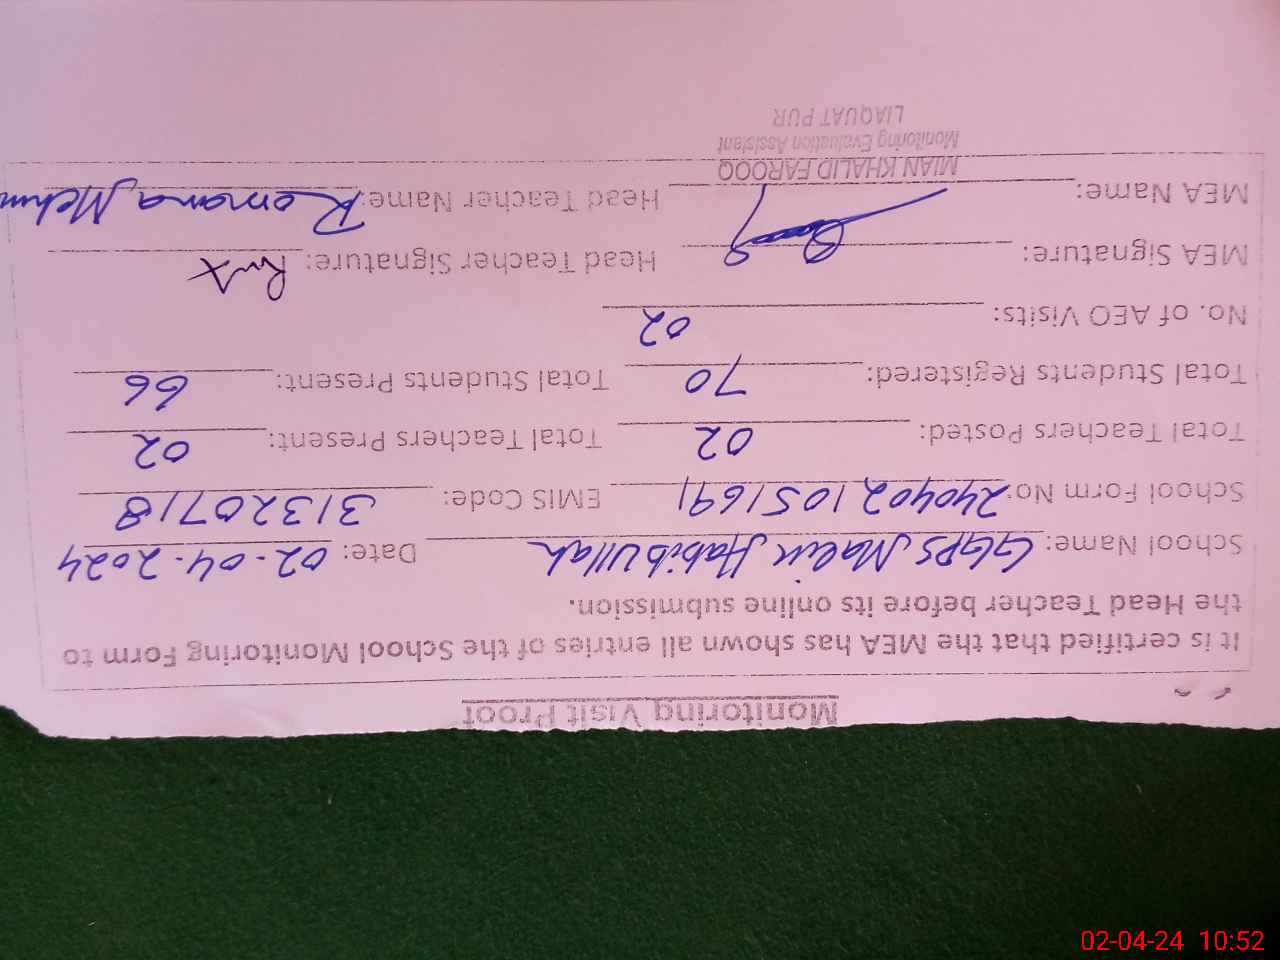 Monitoring Visit Proof
It is certified that the MEA has shown all entries of the School Monitoring Form to
the Head Teacher before its online submission.
School Name: GGPS Malik Habib Ullah Date: 02-04-2024
School Form No: 240402 1051691 EMIS Code: 31320718
Total Teachers Posted: 02 Total Teachers Present: 02
Total Students Registered: 70 Total Students Present: 66
No. of AEO Visits: 02
MEA Signature: Head Teacher Signature:
MEA Name: Head Teacher Name: Romana
MIAN KHALID FAROOQ
Monitoring Evaluation Assistant
LIAQUAT PUR
02-04-24 10:52